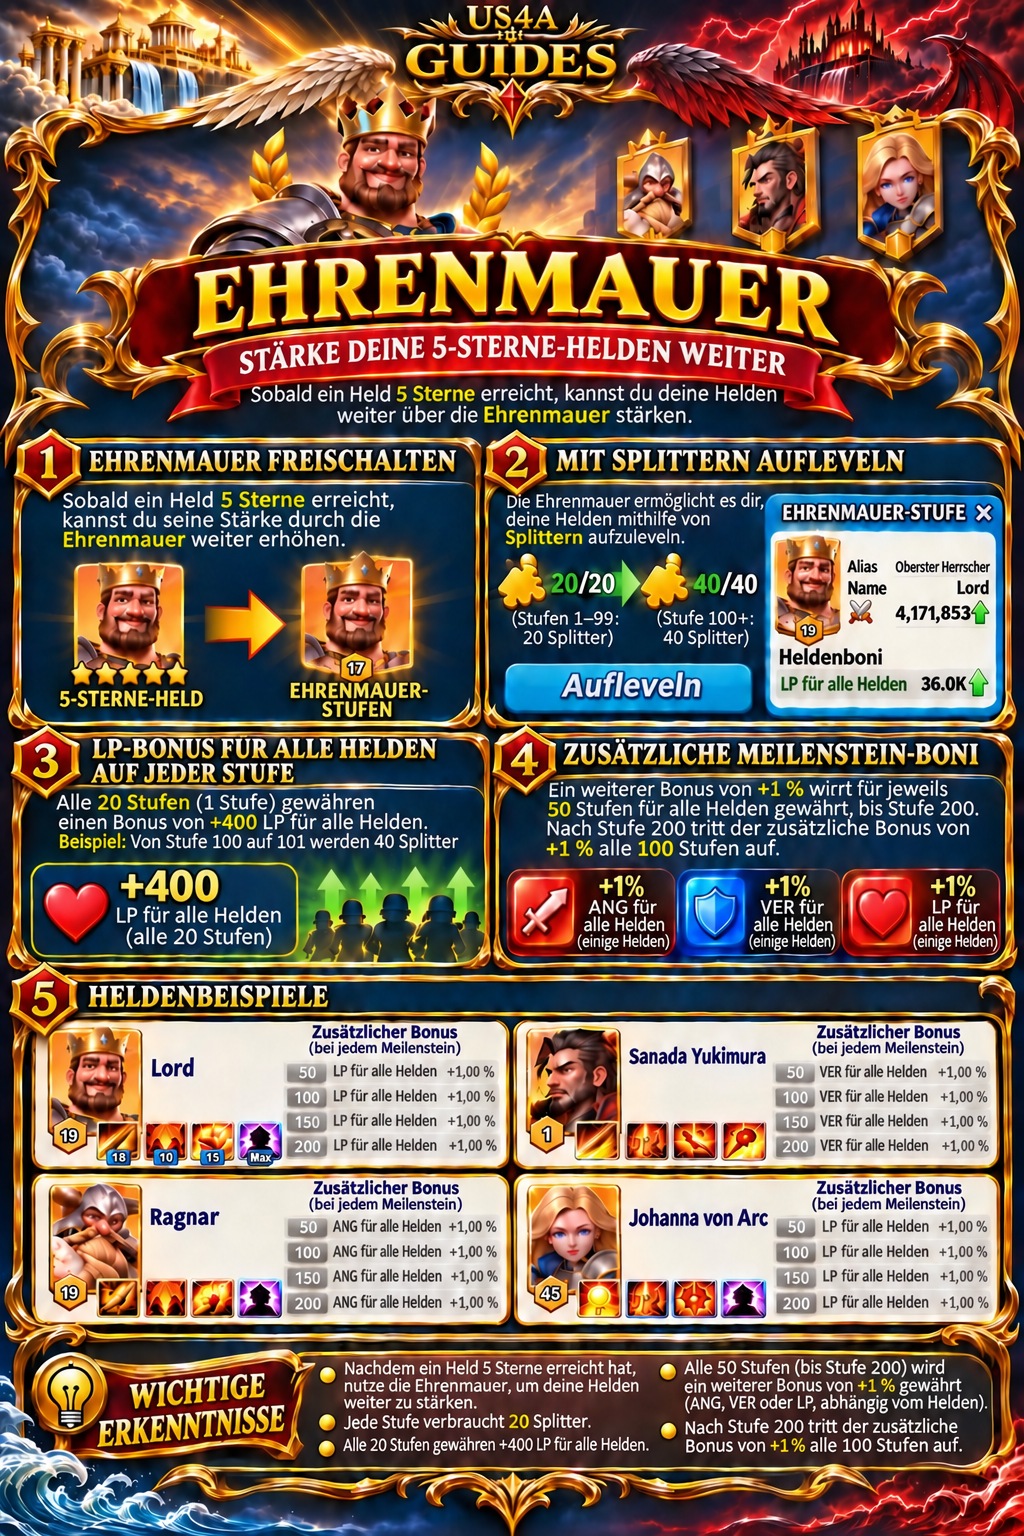 US4A
GUIDES
EHRENMAUER
STÄRKE DEINE 5-STERNE-HELDEN WEITER
Sobald ein Held 5 Sterne erreicht, kannst du deine Helden
weiter über die Ehrenmauer stärken.
1 EHRENMAUER FREISCHALTEN
Sobald ein Held 5 Sterne erreicht,
kannst du seine Stärke durch die
Ehrenmauer weiter erhöhen.
5-STERNE-HELD
17
EHRENMAUER-
STUFEN
2 MIT SPLITTERN AUFLEVELN
Die Ehrenmauer ermöglicht es dir,
deine Helden mithilfe von
Splittern aufzuleveln.
20/20
40/40
(Stufen 1–99:
20 Splitter)
(Stufe 100+:
40 Splitter)
Aufleveln
EHRENMAUER-STUFE X
Alias Oberster Herrscher
Name Lord
19
4,171,853
Heldenboni
LP für alle Helden 36.0K
3 LP-BONUS FÜR ALLE HELDEN
AUF JEDER STUFE
Alle 20 Stufen (1 Stufe) gewähren
einen Bonus von +400 LP für alle Helden.
Beispiel: Von Stufe 100 auf 101 werden 40 Splitter
+400
LP für alle Helden
(alle 20 Stufen)
4 ZUSÄTZLICHE MEILENSTEIN-BONI
Ein weiterer Bonus von +1 % wirt für jeweils
50 Stufen für alle Helden gewährt, bis Stufe 200.
Nach Stufe 200 tritt der zusätzliche Bonus von
+1 % alle 100 Stufen auf.
+1%
ANG für
alle Helden
(einige Helden)
+1%
VER für
alle Helden
(einige Helden)
+1%
LP für
alle Helden
(einige Helden)
5 HELDENBEISPIELE
Lord
19
18
10
15
Max
Zusätzlicher Bonus
(bei jedem Meilenstein)
50 LP für alle Helden +1,00 %
100 LP für alle Helden +1,00 %
150 LP für alle Helden +1,00 %
200 LP für alle Helden +1,00 %
Sanada Yukimura
1
Zusätzlicher Bonus
(bei jedem Meilenstein)
50 VER für alle Helden +1,00 %
100 VER für alle Helden +1,00 %
150 VER für alle Helden +1,00 %
200 VER für alle Helden +1,00 %
Ragnar
19
Zusätzlicher Bonus
(bei jedem Meilenstein)
50 ANG für alle Helden +1,00 %
100 ANG für alle Helden +1,00 %
150 ANG für alle Helden +1,00 %
200 ANG für alle Helden +1,00 %
Johanna von Arc
45
Zusätzlicher Bonus
(bei jedem Meilenstein)
50 LP für alle Helden +1,00 %
100 LP für alle Helden +1,00 %
150 LP für alle Helden +1,00 %
200 LP für alle Helden +1,00 %
WICHTIGE
ERKENNTNISSE
Nachdem ein Held 5 Sterne erreicht hat,
nutze die Ehrenmauer, um deine Helden
weiter zu stärken.
Jede Stufe verbraucht 20 Splitter.
Alle 20 Stufen gewähren +400 LP für alle Helden.
Alle 50 Stufen (bis Stufe 200) wird
ein weiterer Bonus von +1 % gewährt
(ANG, VER oder LP, abhängig vom Helden).
Nach Stufe 200 tritt der zusätzliche
Bonus von +1% alle 100 Stufen auf.